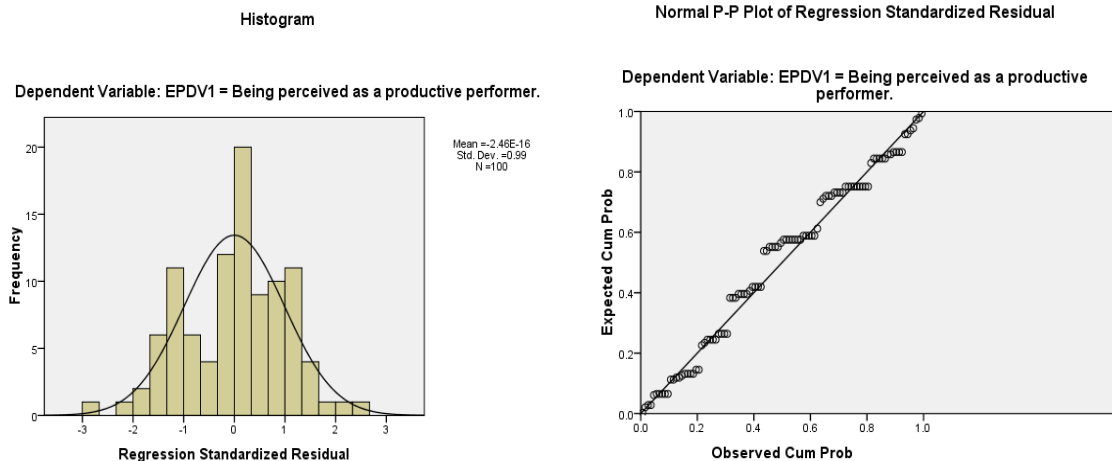 Histogram
Dependent Variable: EPDV1 = Being perceived as a productive performer.
Mean =-2.46E-16
Std. Dev. =0.99
N =100
20
15
10
5
0
Frequency
-3 -2 -1 0 1 2 3
Regression Standardized Residual
Normal P-P Plot of Regression Standardized Residual
Dependent Variable: EPDV1 = Being perceived as a productive
performer.
1.0
0.8
0.6
0.4
0.2
0.0
Expected Cum Prob
0.0 0.2 0.4 0.6 0.8 1.0
Observed Cum Prob